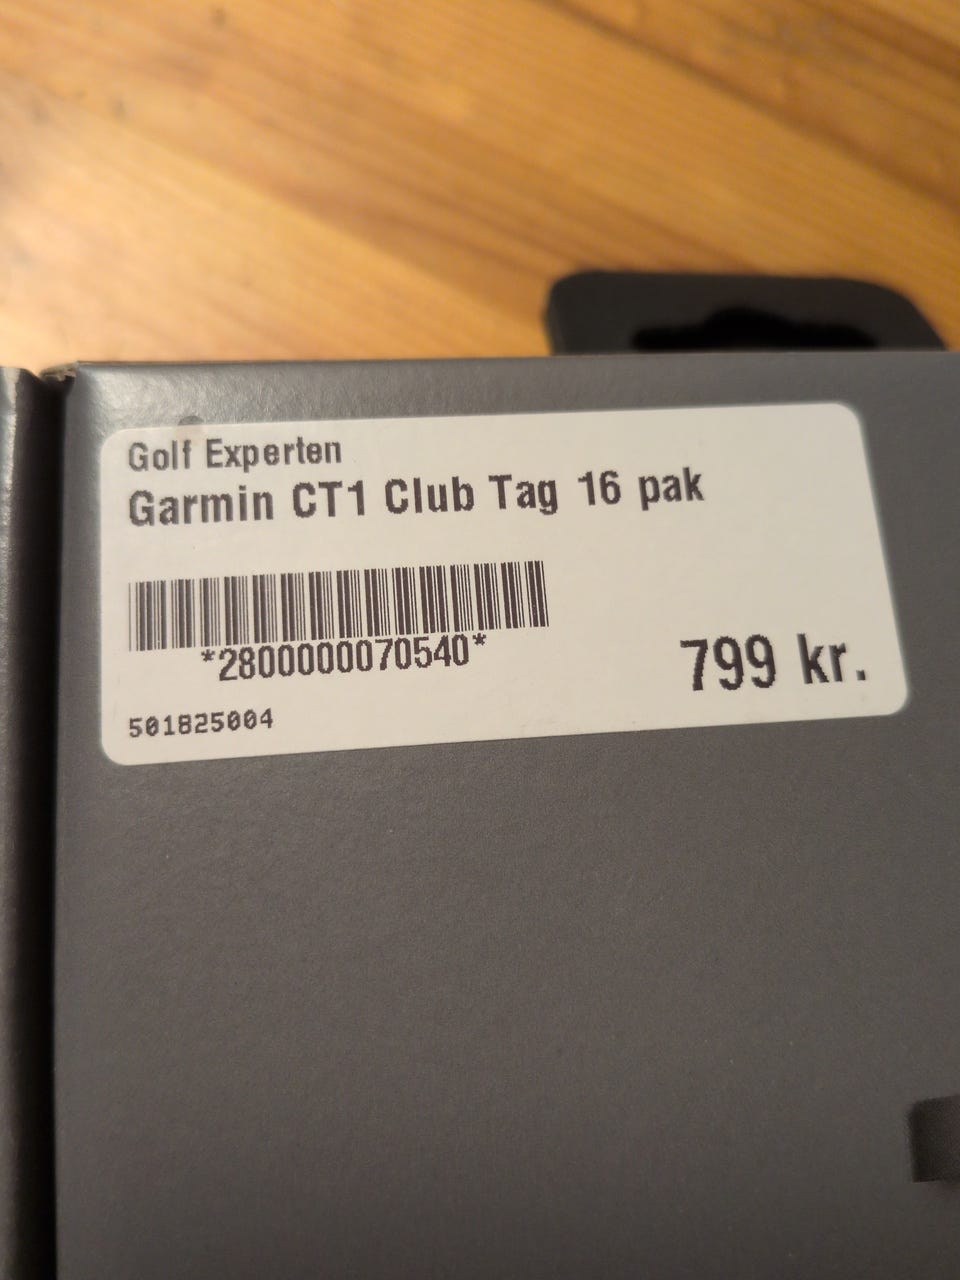 Golf Experten
Garmin CT1 Club Tag 16 pak
*2800000070540*
799 kr.
501825004